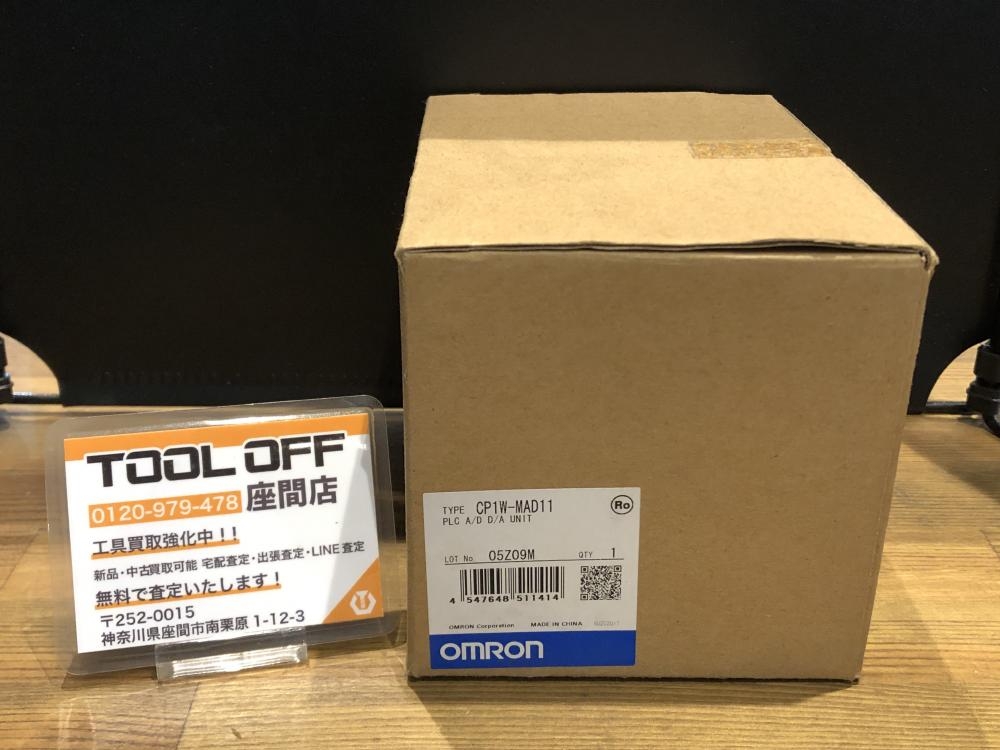 TOOL OFF
0120-979-478 座間店
工具買取強化中!!
新品・中古買取可能 宅配査定・出張査定・LINE査定
無料で査定いたします!
〒252-0015
神奈川県座間市南栗原1-12-3
TYPE CP1W-MAD11
PLC A/D D/A UNIT
Ro
LOT No. 05Z09M QTY 1
4 547648 511414
OMRON Corporation MADE IN CHINA
OMRON